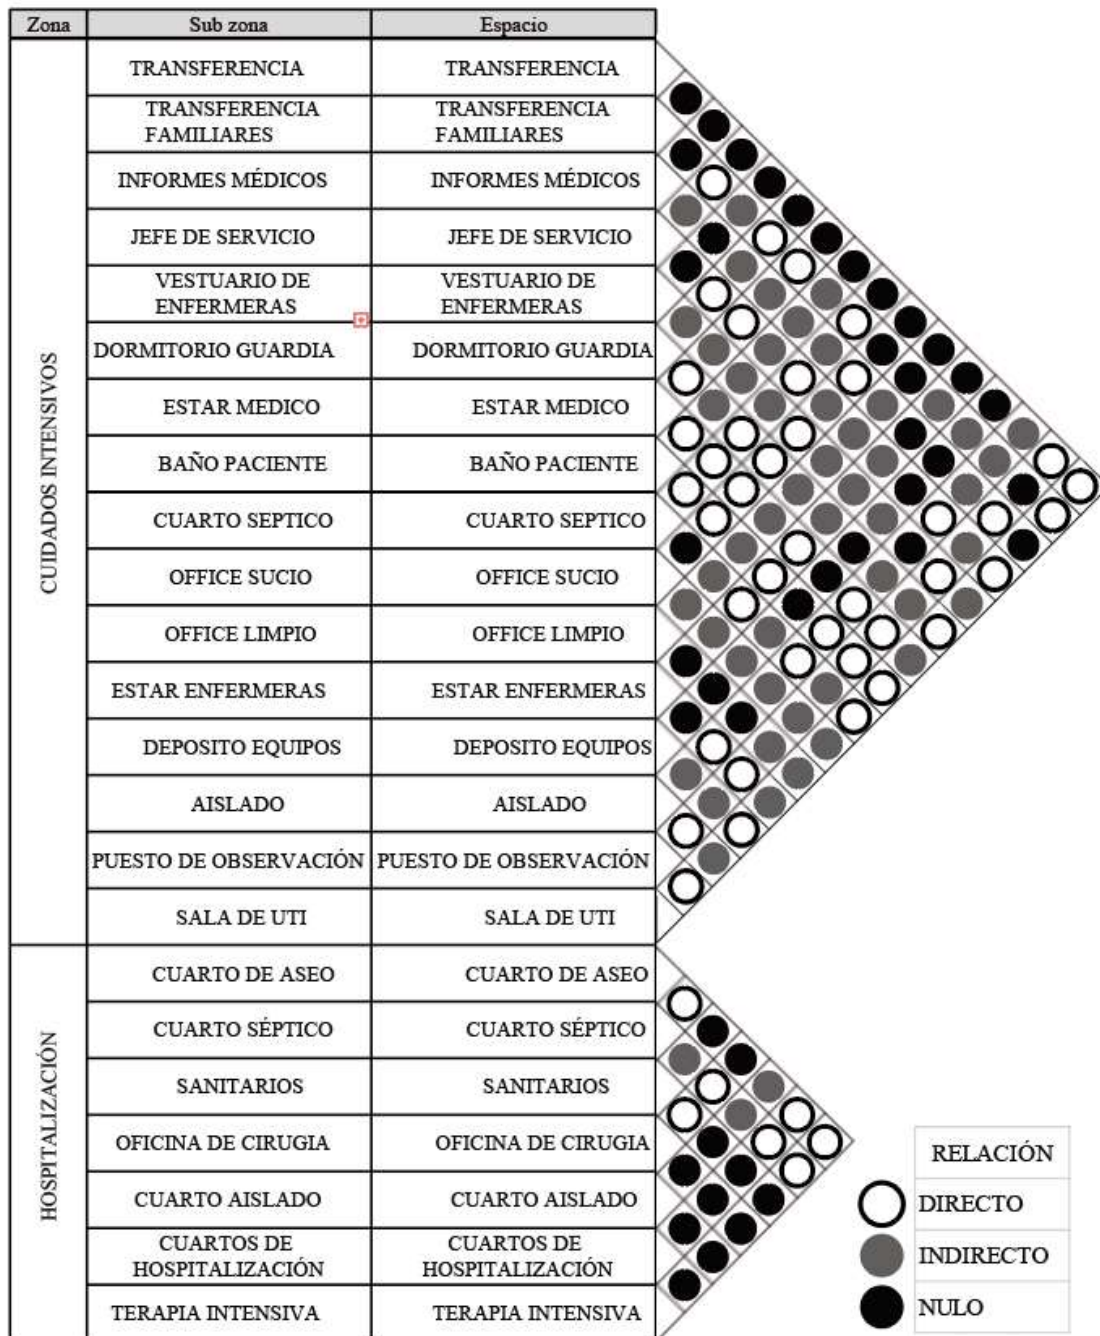 Zona Sub zona Espacio
CUIDADOS INTENSIVOS
TRANSFERENCIA TRANSFERENCIA
TRANSFERENCIA TRANSFERENCIA
FAMILIARES FAMILIARES
INFORMES MÉDICOS INFORMES MÉDICOS
JEFE DE SERVICIO JEFE DE SERVICIO
VESTUARIO DE VESTUARIO DE
ENFERMERAS ENFERMERAS
DORMITORIO GUARDIA DORMITORIO GUARDIA
ESTAR MEDICO ESTAR MEDICO
BAÑO PACIENTE BAÑO PACIENTE
CUARTO SEPTICO CUARTO SEPTICO
OFFICE SUCIO OFFICE SUCIO
OFFICE LIMPIO OFFICE LIMPIO
ESTAR ENFERMERAS ESTAR ENFERMERAS
DEPOSITO EQUIPOS DEPOSITO EQUIPOS
AISLADO AISLADO
PUESTO DE OBSERVACIÓN PUESTO DE OBSERVACIÓN
SALA DE UTI SALA DE UTI
HOSPITALIZACIÓN
CUARTO DE ASEO CUARTO DE ASEO
CUARTO SÉPTICO CUARTO SÉPTICO
SANITARIOS SANITARIOS
OFICINA DE CIRUGIA OFICINA DE CIRUGIA
CUARTO AISLADO CUARTO AISLADO
CUARTOS DE CUARTOS DE
HOSPITALIZACIÓN HOSPITALIZACIÓN
TERAPIA INTENSIVA TERAPIA INTENSIVA
RELACIÓN
DIRECTO
INDIRECTO
NULO